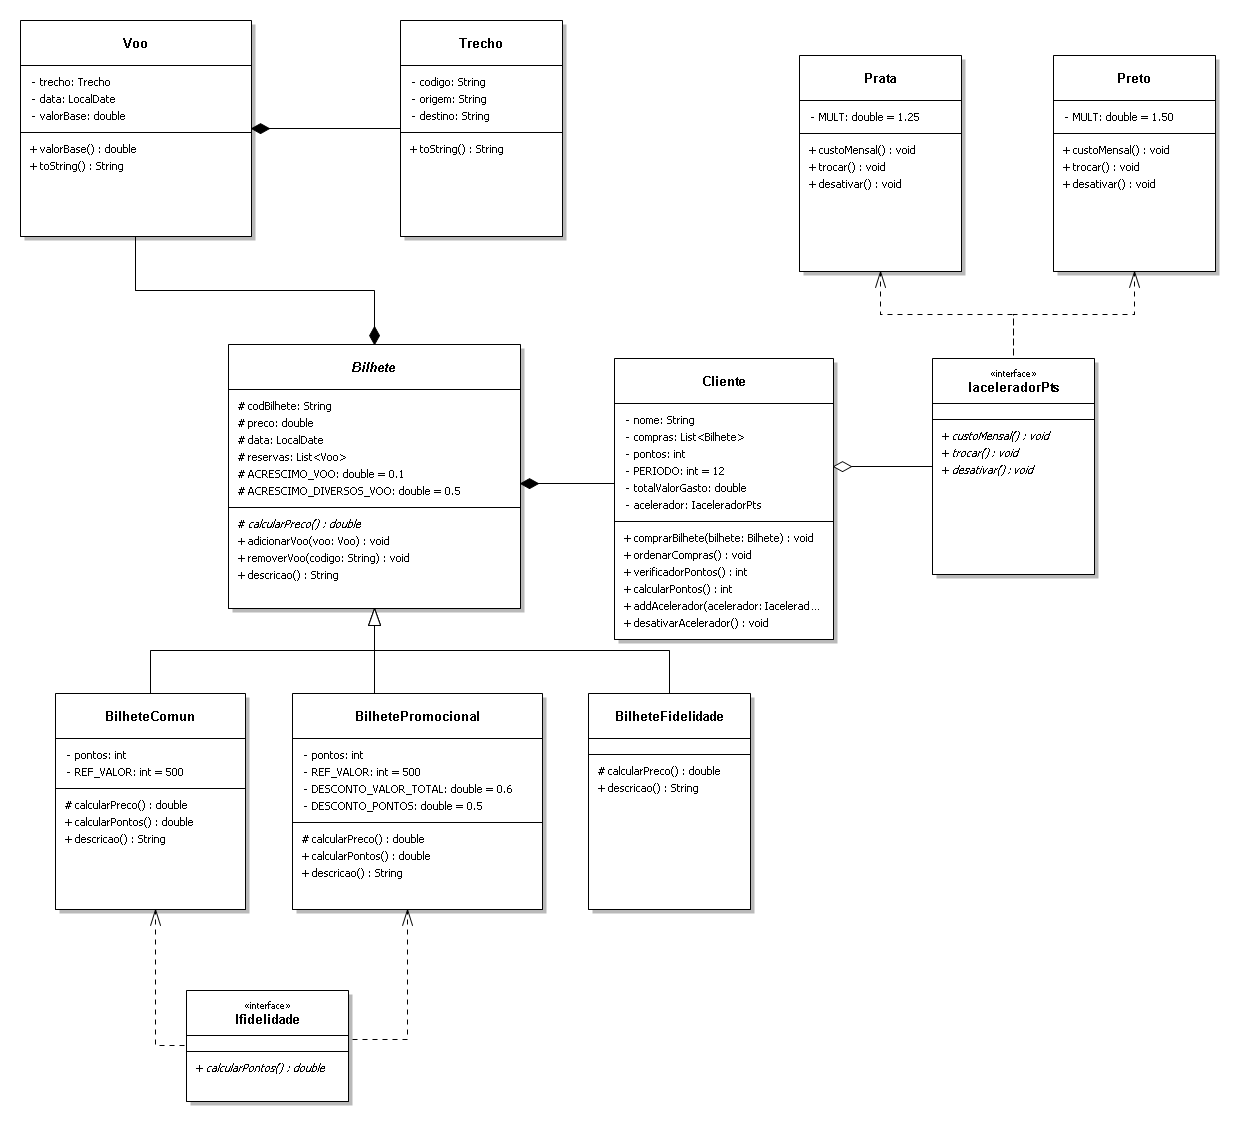 Voo
- trecho: Trecho
- data: LocalDate
- valorBase: double
+ valorBase() : double
+ toString() : String
Trecho
- codigo: String
- origem: String
- destino: String
+ toString() : String
Prata
- MULT: double = 1.25
+ custoMensal() : void
+ trocar() : void
+ desativar() : void
Preto
- MULT: double = 1.50
+ custoMensal() : void
+ trocar() : void
+ desativar() : void
Bilhete
# codBilhete: String
# preco: double
# data: LocalDate
# reservas: List<Voo>
# ACRESCIMO_VOO: double = 0.1
# ACRESCIMO_DIVERSOS_VOO: double = 0.5
# calcularPreco() : double
+ adicionarVoo(voo: Voo) : void
+ removerVoo(codigo: String) : void
+ descricao() : String
Cliente
- nome: String
- compras: List<Bilhete>
- pontos: int
- PERIODO: int = 12
- totalValorGasto: double
- acelerador: IaceleradorPts
+ comprarBilhete(bilhete: Bilhete) : void
+ ordenarCompras() : void
+ verificadorPontos() : int
+ calcularPontos() : int
+ addAcelerador(acelerador: Iacelerad...
+ desativarAcelerador() : void
«interface»
IaceleradorPts
+ custoMensal() : void
+ trocar() : void
+ desativar() : void
BilheteComun
- pontos: int
- REF_VALOR: int = 500
# calcularPreco() : double
+ calcularPontos() : double
+ descricao() : String
BilhetePromocional
- pontos: int
- REF_VALOR: int = 500
- DESCONTO_VALOR_TOTAL: double = 0.6
- DESCONTO_PONTOS: double = 0.5
# calcularPreco() : double
+ calcularPontos() : double
+ descricao() : String
BilheteFidelidade
# calcularPreco() : double
+ descricao() : String
«interface»
Ifidelidade
+ calcularPontos() : double